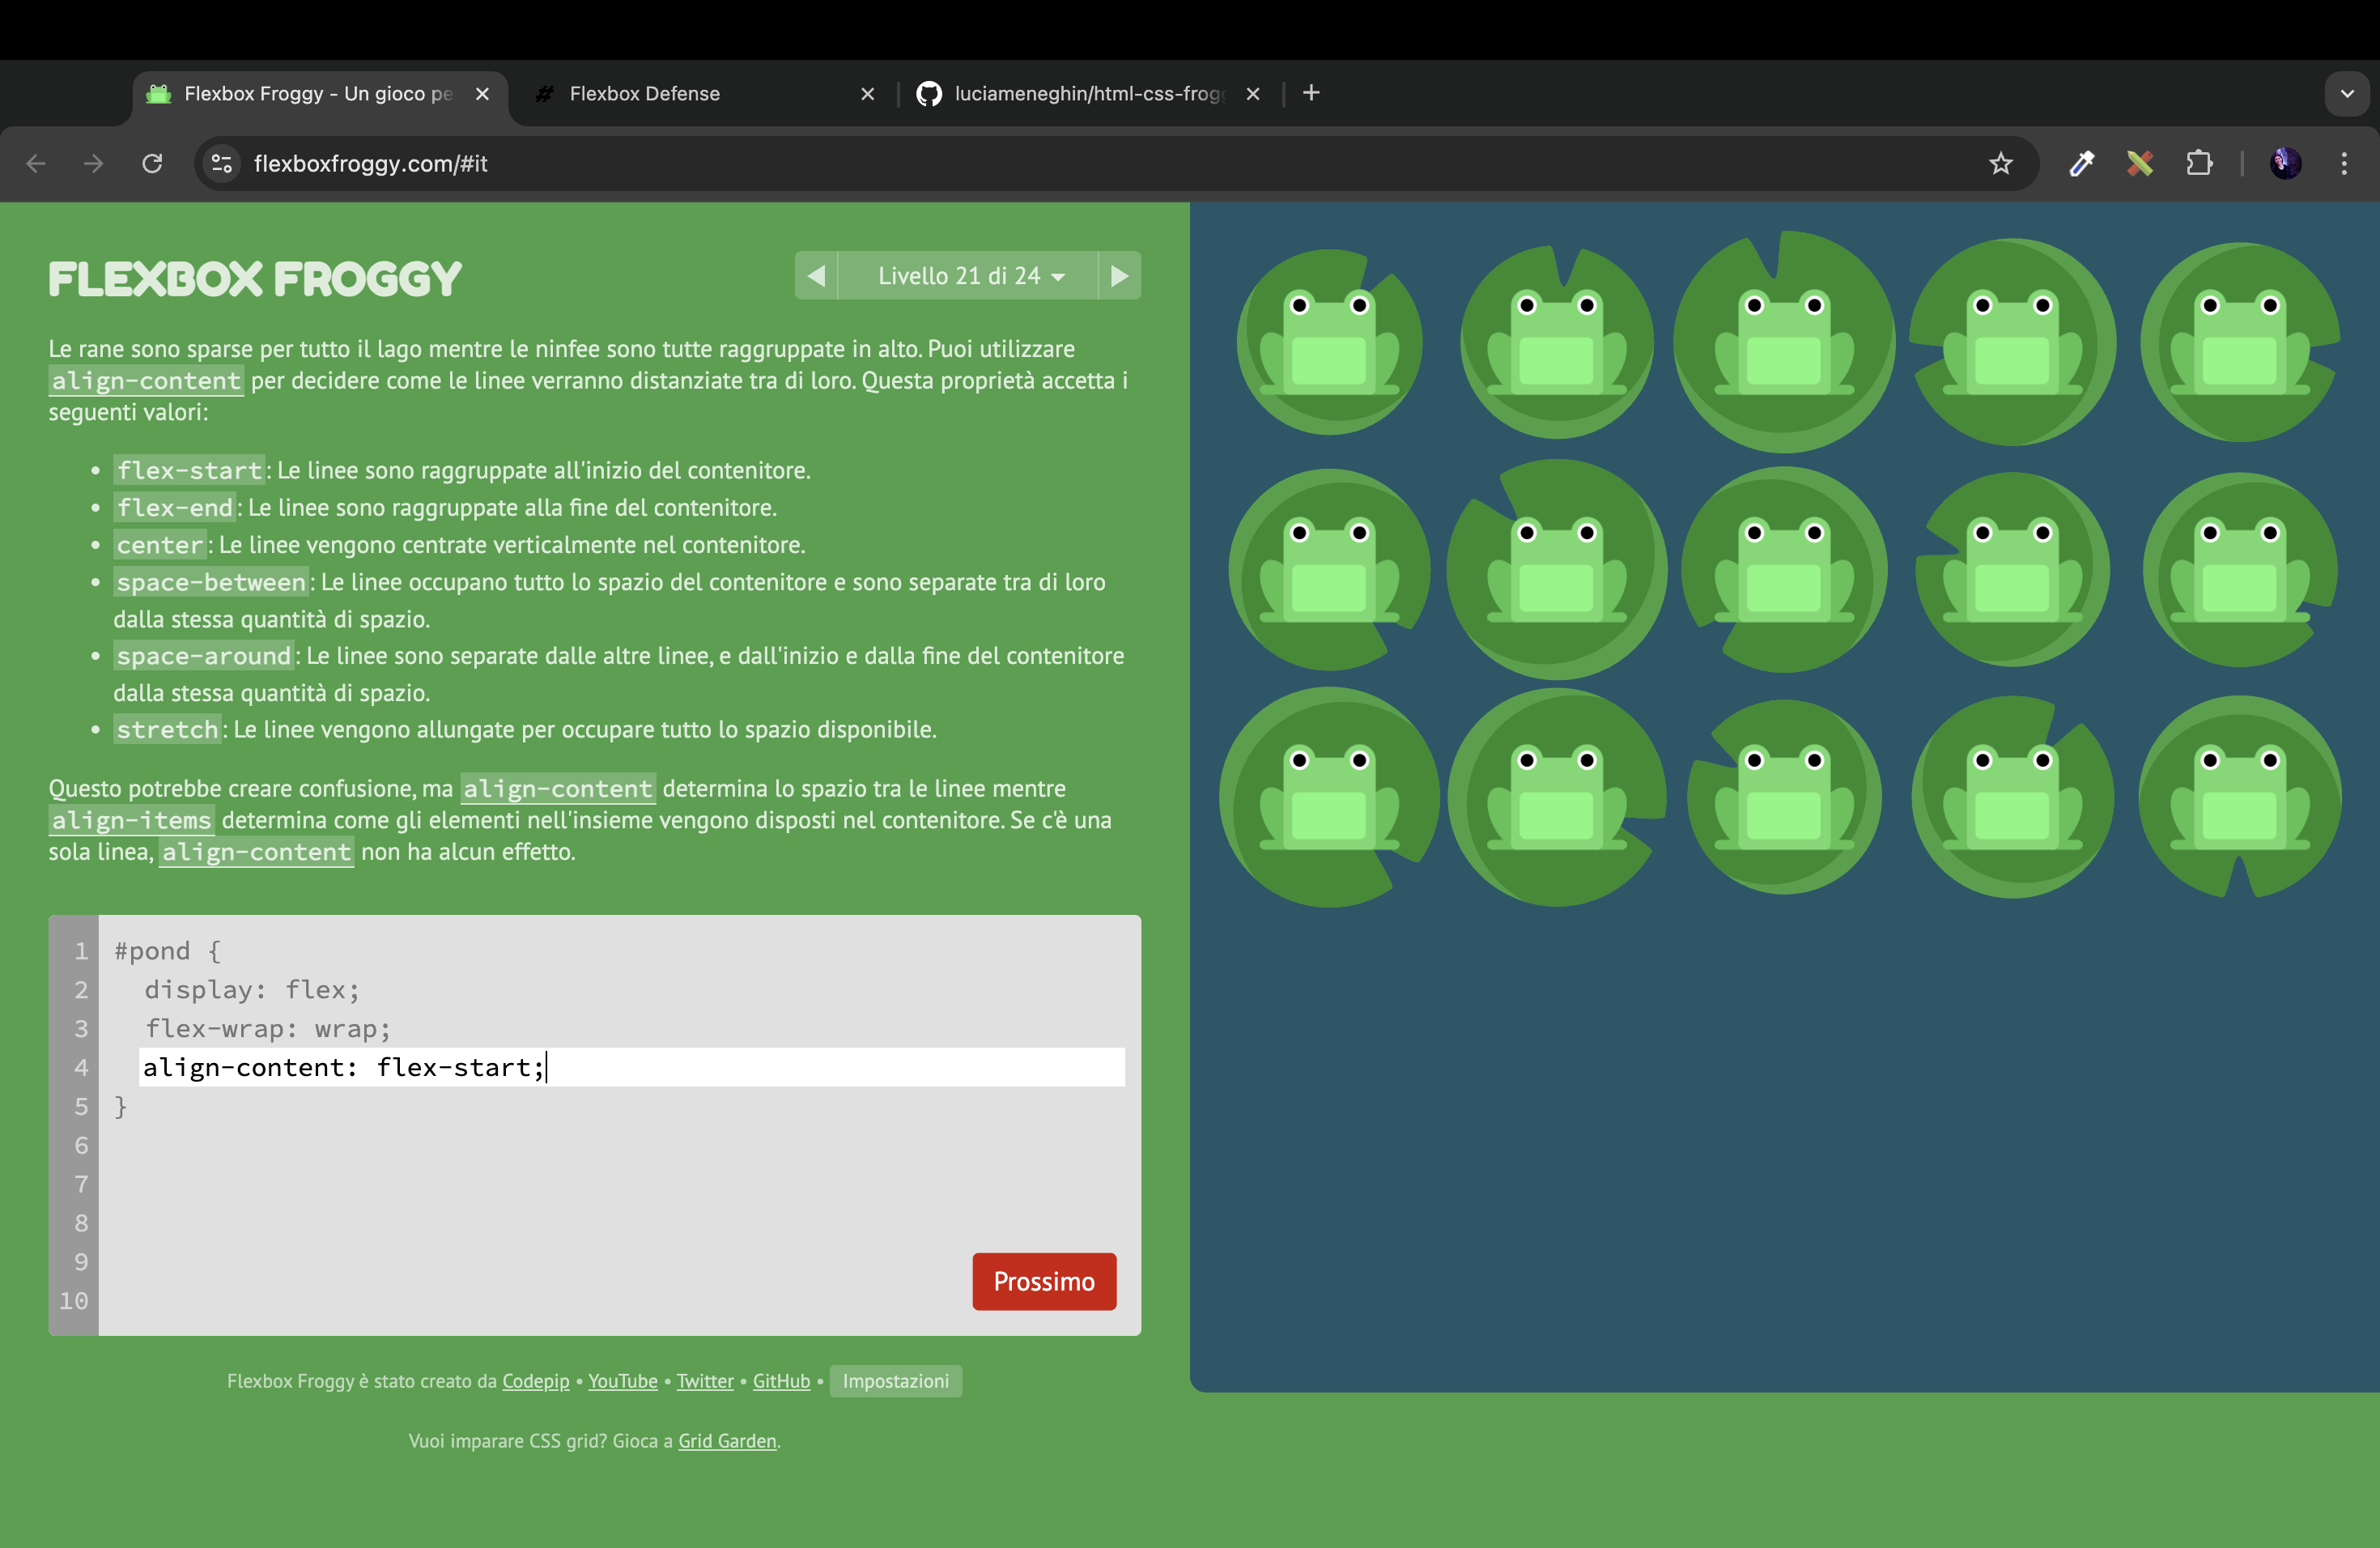 Flexbox Froggy - Un gioco pe
Flexbox Defense
luciameneghin/html-css-frog
flexboxfroggy.com/#it
FLEXBOX FROGGY
Livello 21 di 24
Le rane sono sparse per tutto il lago mentre le ninfee sono tutte raggruppate in alto. Puoi utilizzare
align-content per decidere come le linee verranno distanziate tra di loro. Questa proprietà accetta i
seguenti valori:
• flex-start: Le linee sono raggruppate all'inizio del contenitore.
• flex-end: Le linee sono raggruppate alla fine del contenitore.
• center: Le linee vengono centrate verticalmente nel contenitore.
• space-between: Le linee occupano tutto lo spazio del contenitore e sono separate tra di loro
dalla stessa quantità di spazio.
• space-around: Le linee sono separate dalle altre linee, e dall'inizio e dalla fine del contenitore
dalla stessa quantità di spazio.
• stretch: Le linee vengono allungate per occupare tutto lo spazio disponibile.
Questo potrebbe creare confusione, ma align-content determina lo spazio tra le linee mentre
align-items determina come gli elementi nell'insieme vengono disposti nel contenitore. Se c'è una
sola linea, align-content non ha alcun effetto.
1 #pond {
2 display: flex;
3 flex-wrap: wrap;
4 align-content: flex-start;
5 }
6
7
8
9
10
Prossimo
Flexbox Froggy è stato creato da Codepip • YouTube • Twitter • GitHub • Impostazioni
Vuoi imparare CSS grid? Gioca a Grid Garden.